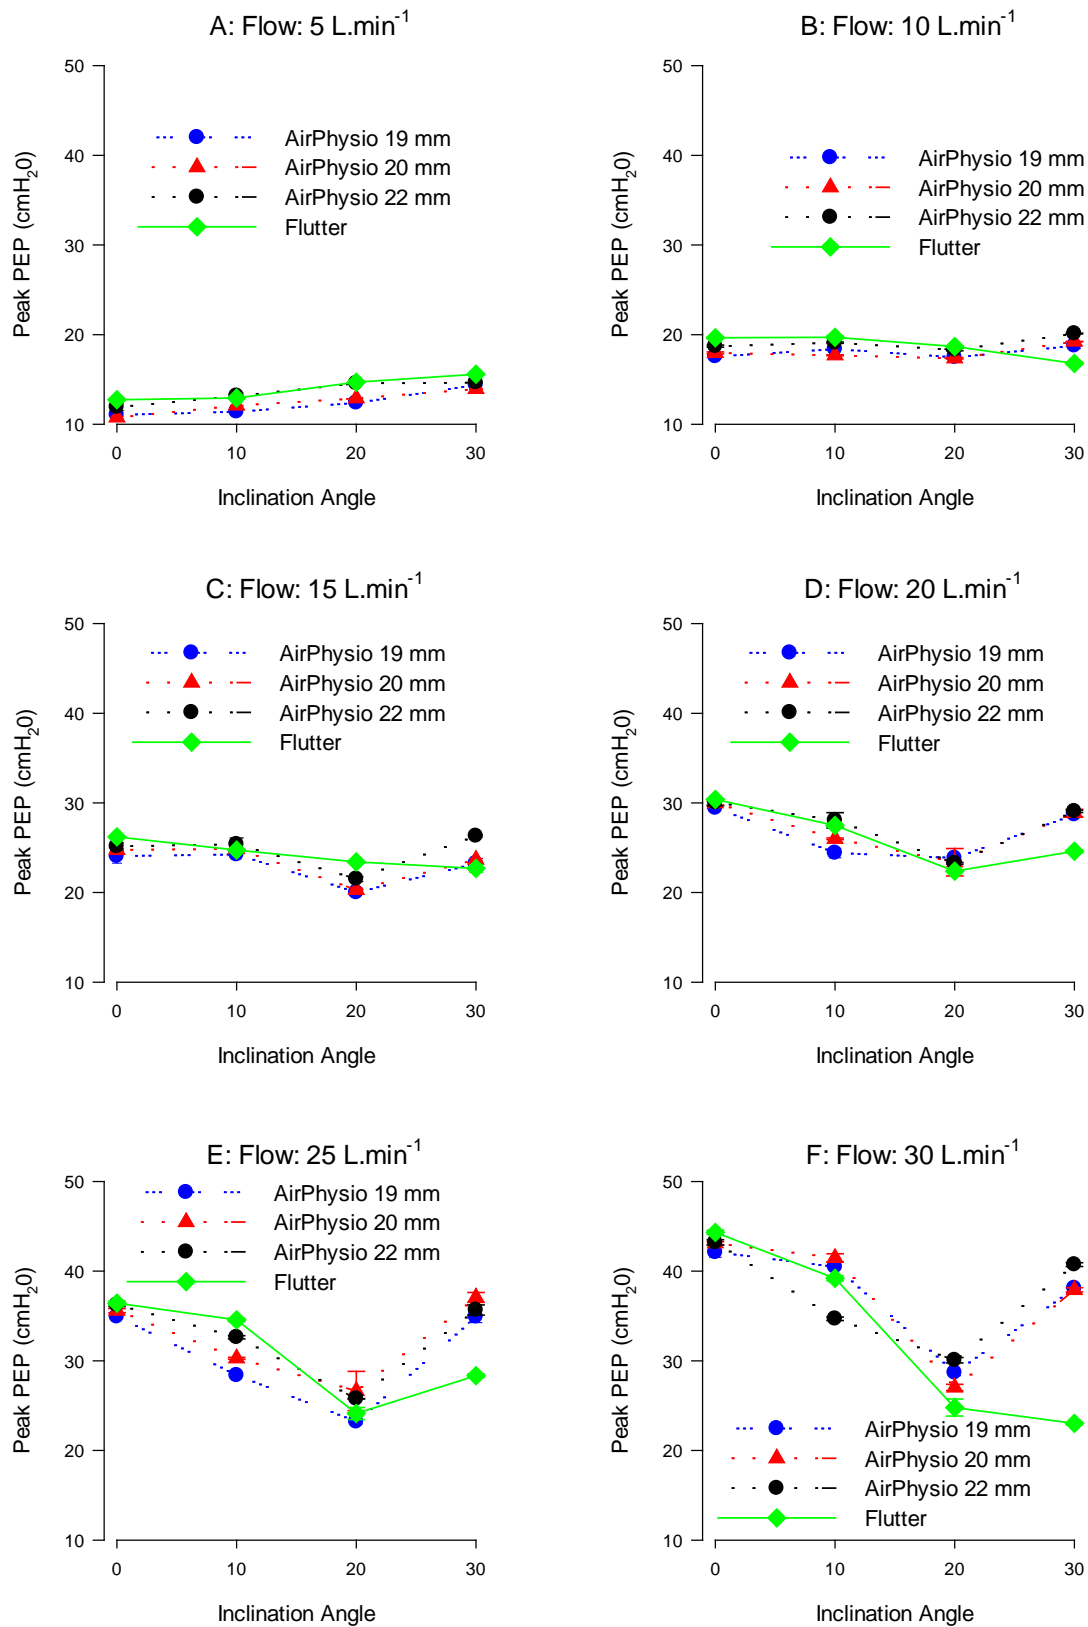 A: Flow: 5 L.min⁻¹
Peak PEP (cmH₂0)
50
40
30
20
10
AirPhysio 19 mm
AirPhysio 20 mm
AirPhysio 22 mm
Flutter
0 10 20 30
Inclination Angle
B: Flow: 10 L.min⁻¹
Peak PEP (cmH₂0)
50
40
30
20
10
AirPhysio 19 mm
AirPhysio 20 mm
AirPhysio 22 mm
Flutter
0 10 20 30
Inclination Angle
C: Flow: 15 L.min⁻¹
Peak PEP (cmH₂0)
50
40
30
20
10
AirPhysio 19 mm
AirPhysio 20 mm
AirPhysio 22 mm
Flutter
0 10 20 30
Inclination Angle
D: Flow: 20 L.min⁻¹
Peak PEP (cmH₂0)
50
40
30
20
10
AirPhysio 19 mm
AirPhysio 20 mm
AirPhysio 22 mm
Flutter
0 10 20 30
Inclination Angle
E: Flow: 25 L.min⁻¹
Peak PEP (cmH₂0)
50
40
30
20
10
AirPhysio 19 mm
AirPhysio 20 mm
AirPhysio 22 mm
Flutter
0 10 20 30
Inclination Angle
F: Flow: 30 L.min⁻¹
Peak PEP (cmH₂0)
50
40
30
20
10
AirPhysio 19 mm
AirPhysio 20 mm
AirPhysio 22 mm
Flutter
0 10 20 30
Inclination Angle